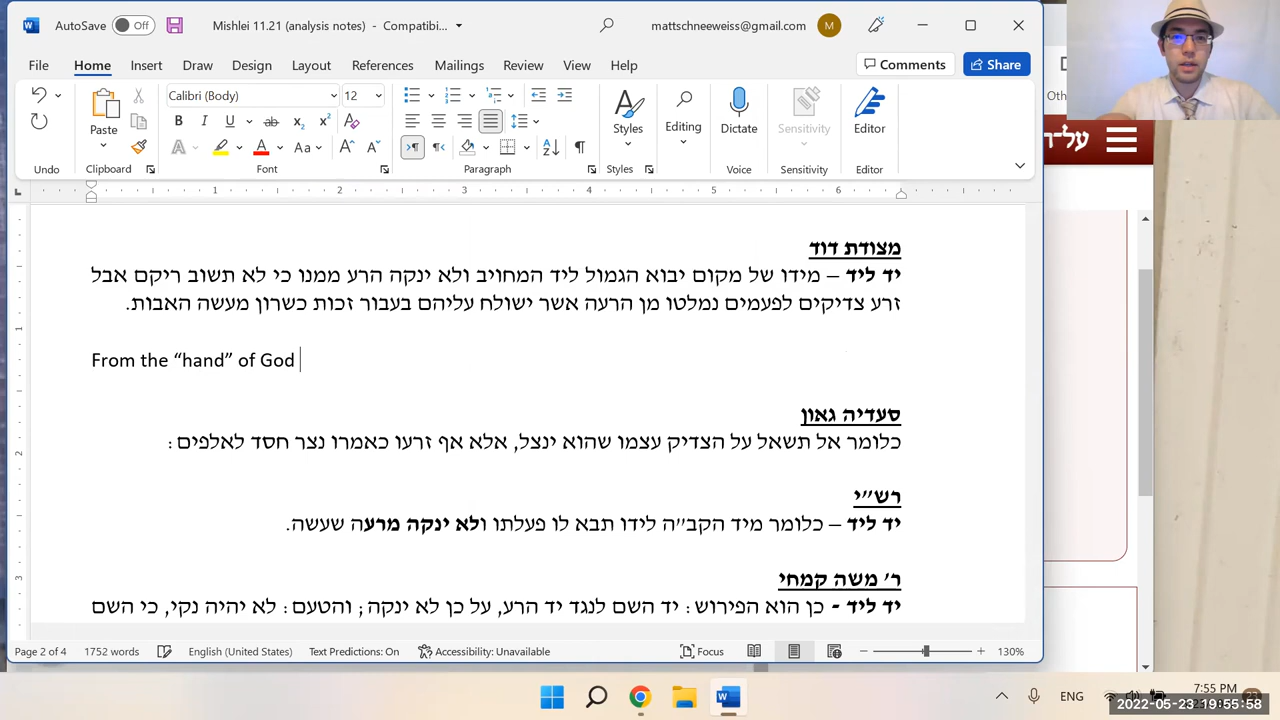 AutoSave Off Mishlei 11.21 (analysis notes) - Compatibi... mattschneeweiss@gmail.com M
File Home Insert Draw Design Layout References Mailings Review View Help Comments Share
Calibri (Body) 12
Paste Styles Editing Dictate Sensitivity Editor
Undo Clipboard Font Paragraph Styles Voice Sensitivity Editor
על־ה
מצודת דוד
יד ליד – מידו של מקום יבוא הגמול ליד המחויב ולא ינקה הרע ממנו כי לא תשוב ריקם אבל
זרע צדיקים לפעמים נמלטו מן הרעה אשר ישולח עליהם בעבור זכות כשרון מעשה האבות.
From the “hand” of God
סעדיה גאון
כלומר אל תשאל על הצדיק עצמו שהוא ינצל, אלא אף זרעו כאמרו נצר חסד לאלפים:
רש״י
יד ליד – כלומר מיד הקב״ה לידו תבא לו פעלתו ולא ינקה מרעה שעשה.
ר׳ משה קמחי
יד ליד - כן הוא הפירוש: יד השם לנגד יד הרע, על כן לא ינקה; והטעם: לא יהיה נקי, כי השם
Page 2 of 4 1752 words English (United States) Text Predictions: On Accessibility: Unavailable Focus 130%
ENG 7:55 PM
2022-05-23 19:55:58